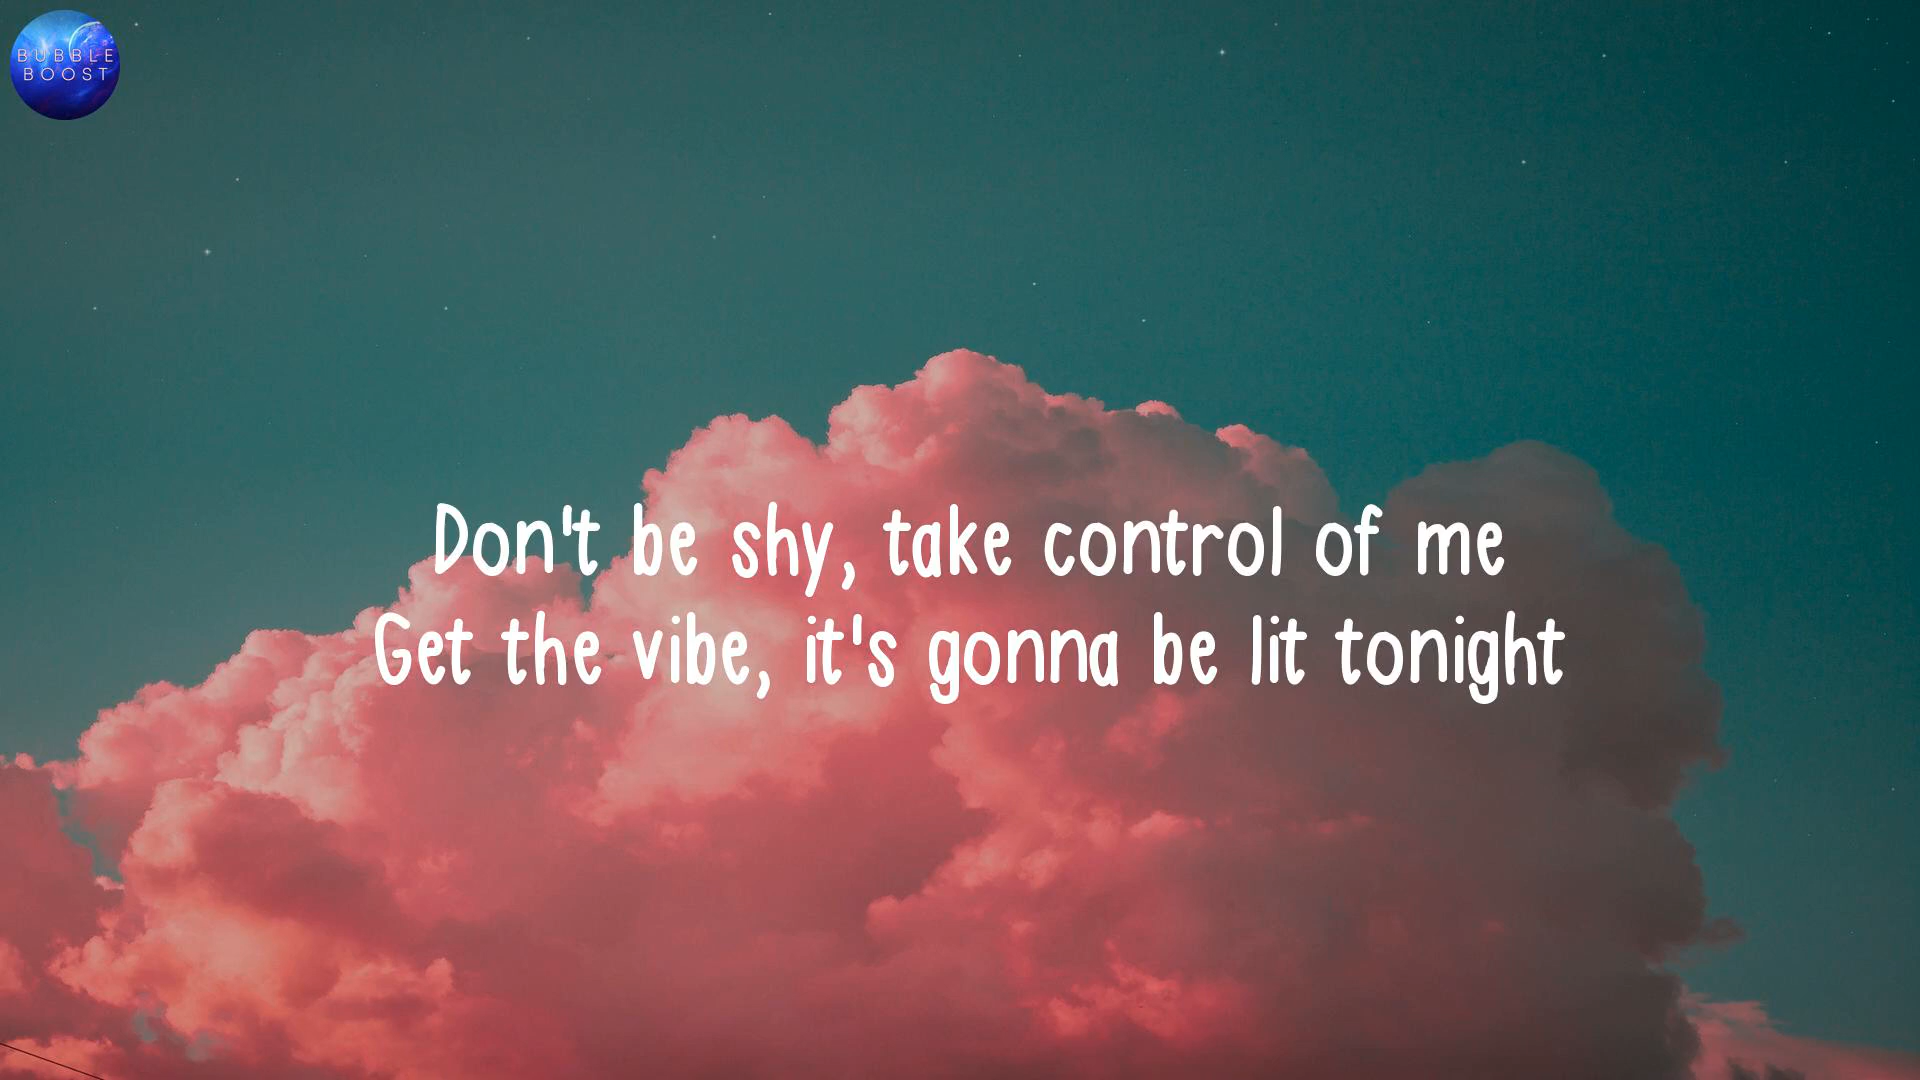 BUBBLE
BOOST
Don't be shy, take control of me
Get the vibe, it's gonna be lit tonight